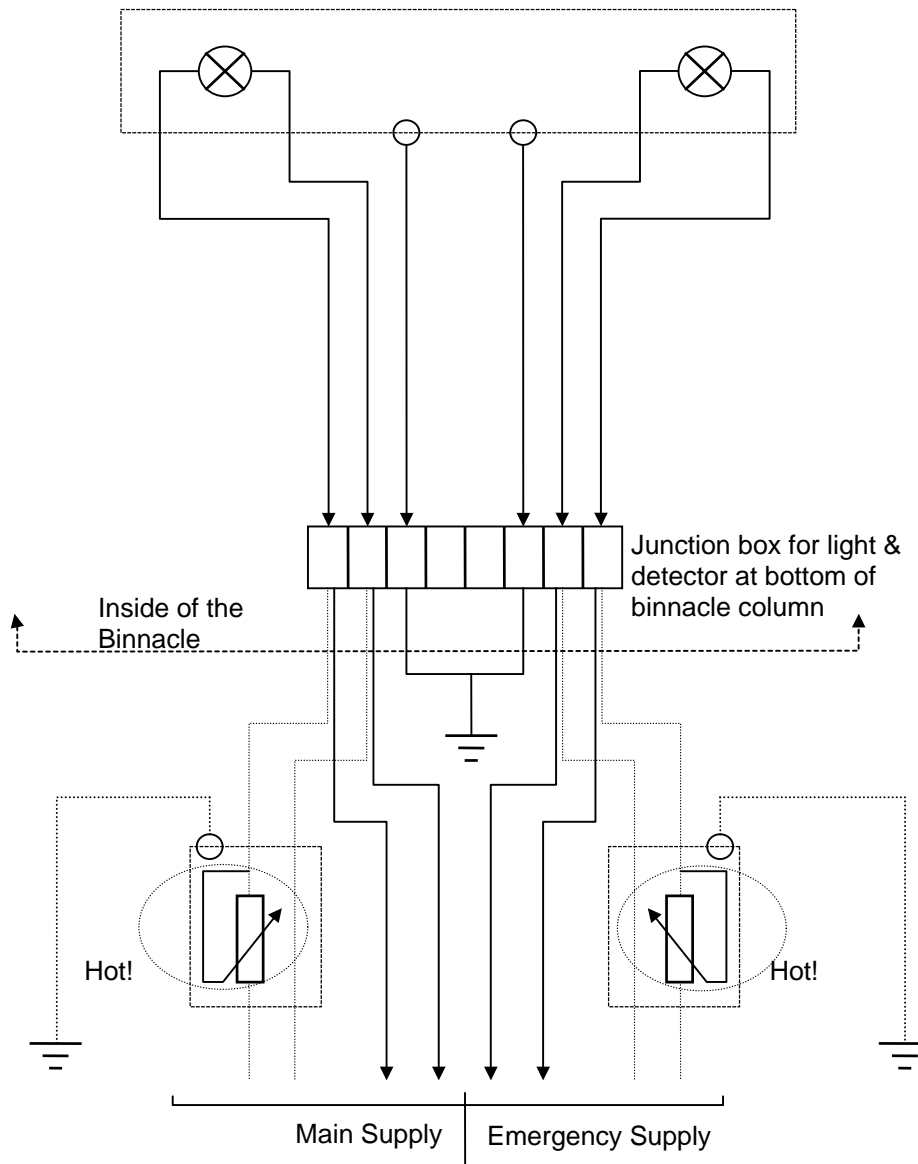 Junction box for light &
detector at bottom of
binnacle column
Inside of the
Binnacle
Hot!
Hot!
Main Supply
Emergency Supply